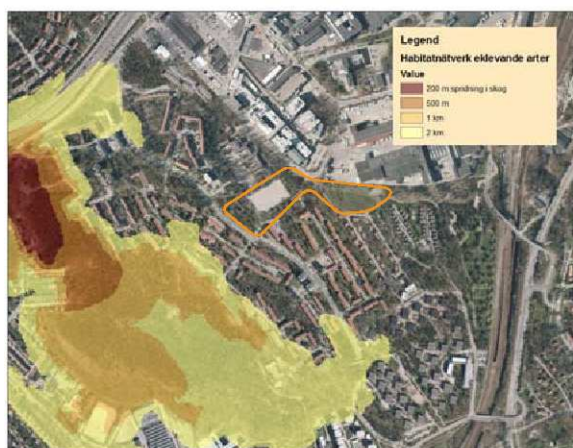 Legend
Habitatnätverk eklevande arter
Value
200 m spridning i skog
500 m
1 km
2 km